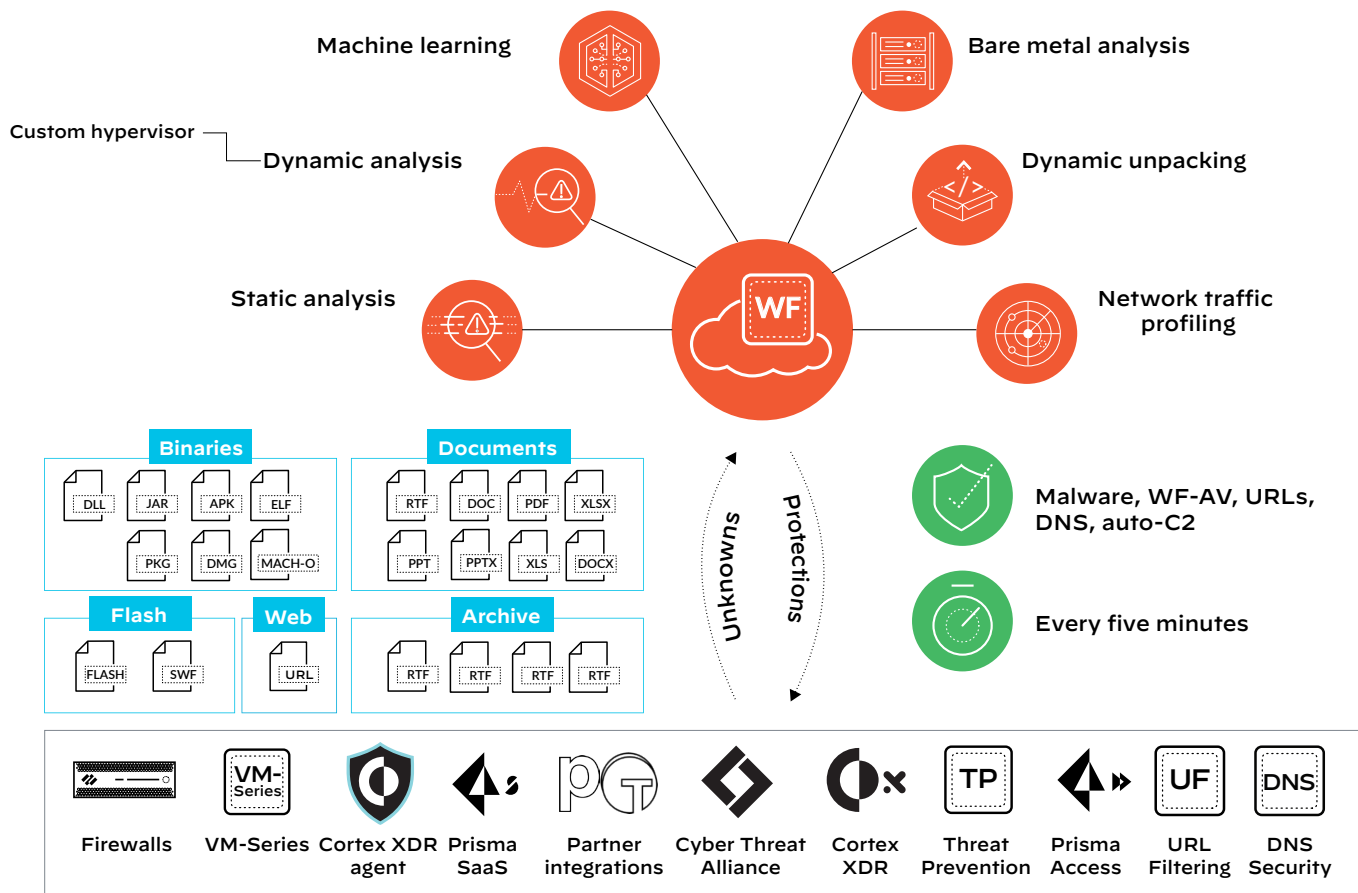 Machine learning
Bare metal analysis
Custom hypervisor
Dynamic analysis
Dynamic unpacking
Static analysis
WF
Network traffic
profiling
Binaries
DLL
JAR
APK
ELF
PKG
DMG
MACH-O
Documents
RTF
DOC
PDF
XLSX
PPT
PPTX
XLS
DOCX
Flash
FLASH
SWF
Web
URL
Archive
RTF
RTF
RTF
RTF
Unknowns
Protections
Malware, WF-AV, URLs,
DNS, auto-C2
Every five minutes
Firewalls
VM-
Series
VM-Series
Cortex XDR
agent
S
Prisma
SaaS
PT
Partner
integrations
Cyber Threat
Alliance
Cortex
XDR
TP
Threat
Prevention
Prisma
Access
UF
URL
Filtering
DNS
DNS
Security